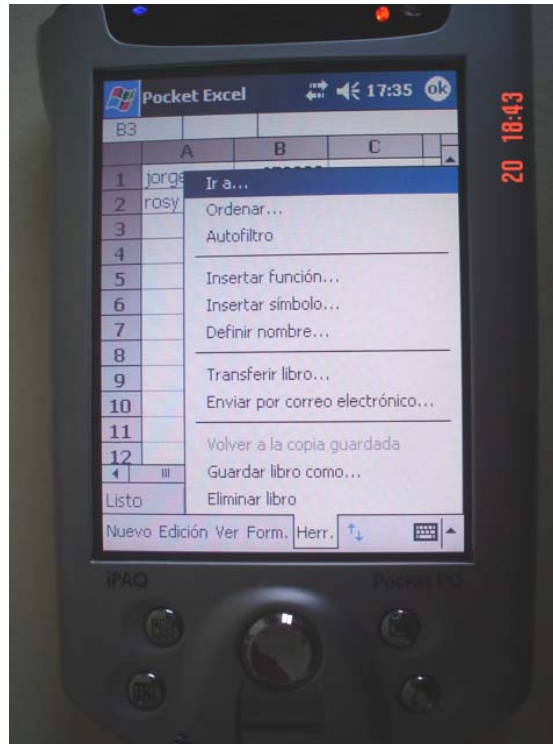 Pocket Excel 17:35 ok
B3
A B C
1 jorge
2 rosy
3
4
5
6
7
8
9
10
11
12
Ir a...
Ordenar...
Autofiltro
Insertar función...
Insertar símbolo...
Definir nombre...
Transferir libro...
Enviar por correo electrónico...
Volver a la copia guardada
Guardar libro como...
Eliminar libro
Listo
Nuevo Edición Ver Form. Herr.
iPAQ Pocket PC
20 18:43